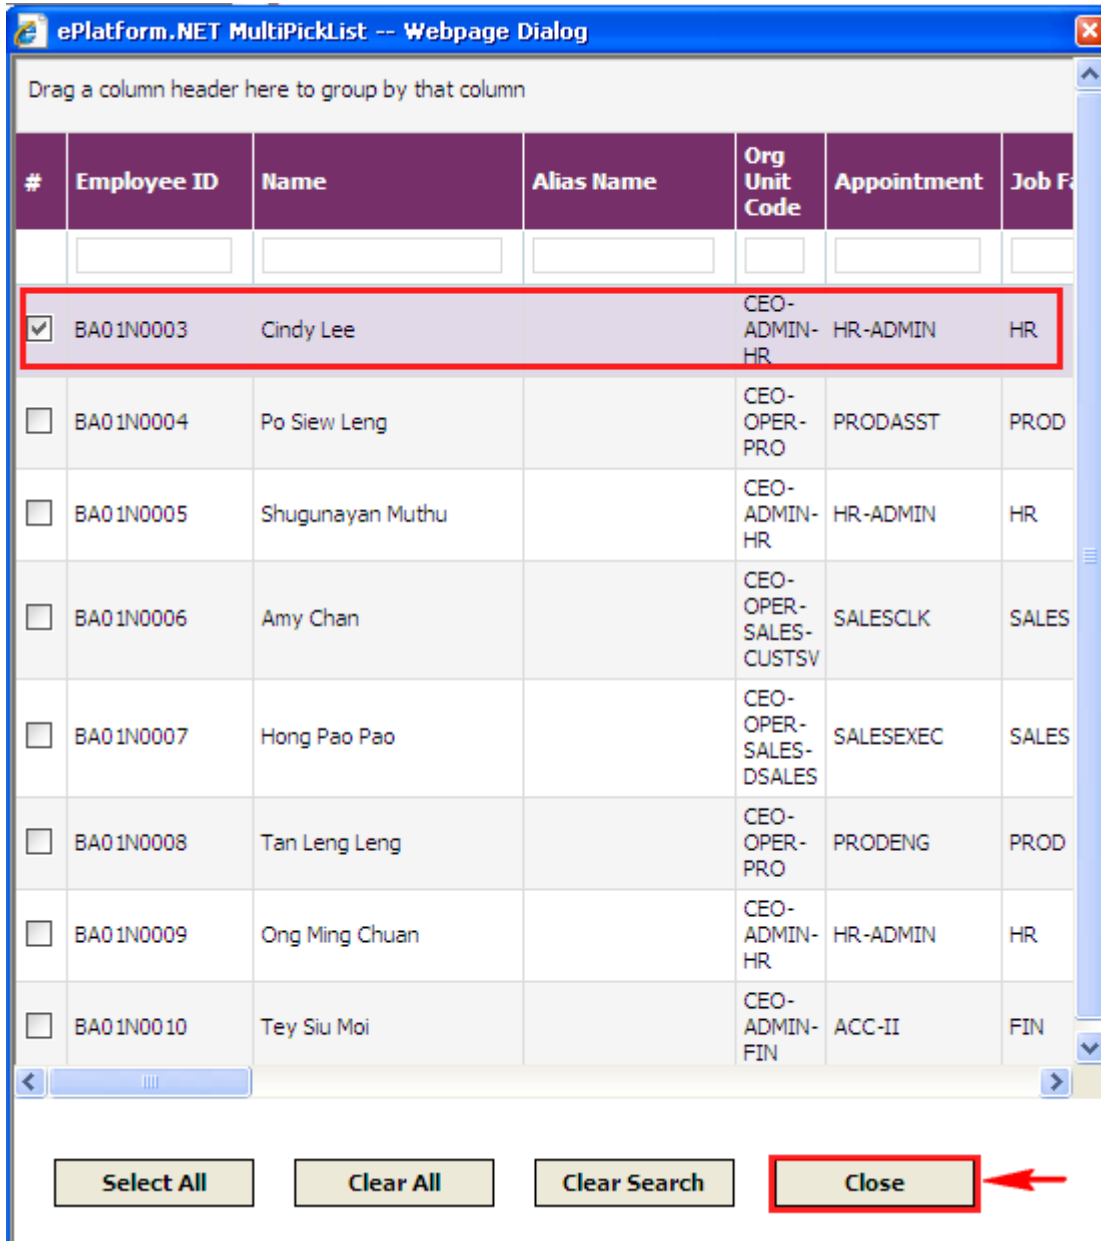 ePlatform.NET MultiPickList -- Webpage Dialog
Drag a column header here to group by that column
# Employee ID Name Alias Name Org Unit Code Appointment Job Fa
BA01N0003 Cindy Lee CEO-ADMIN-HR HR-ADMIN HR
BA01N0004 Po Siew Leng CEO-OPER-PRO PRODASST PROD
BA01N0005 Shugunayan Muthu CEO-ADMIN-HR HR-ADMIN HR
BA01N0006 Amy Chan CEO-OPER-SALES-CUSTSV SALESCLK SALES
BA01N0007 Hong Pao Pao CEO-OPER-SALES-DSALES SALESEXEC SALES
BA01N0008 Tan Leng Leng CEO-OPER-PRO PRODENG PROD
BA01N0009 Ong Ming Chuan CEO-ADMIN-HR HR-ADMIN HR
BA01N0010 Tey Siu Moi CEO-ADMIN-FIN ACC-II FIN
Select All Clear All Clear Search Close